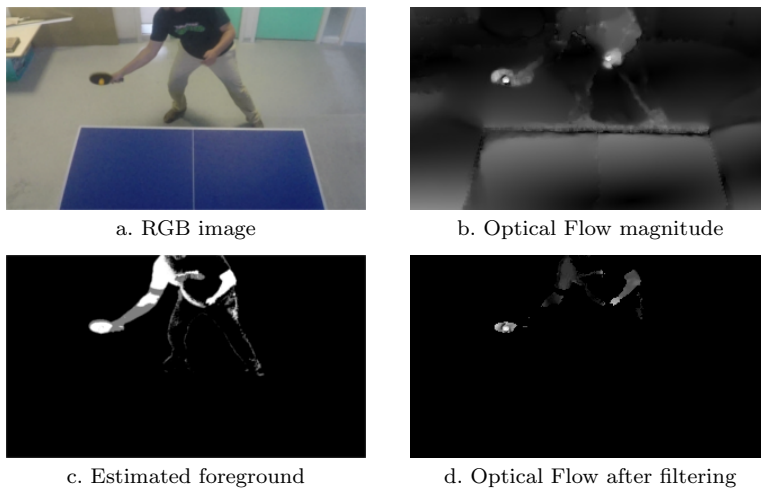 a. RGB image
b. Optical Flow magnitude
c. Estimated foreground
d. Optical Flow after filtering